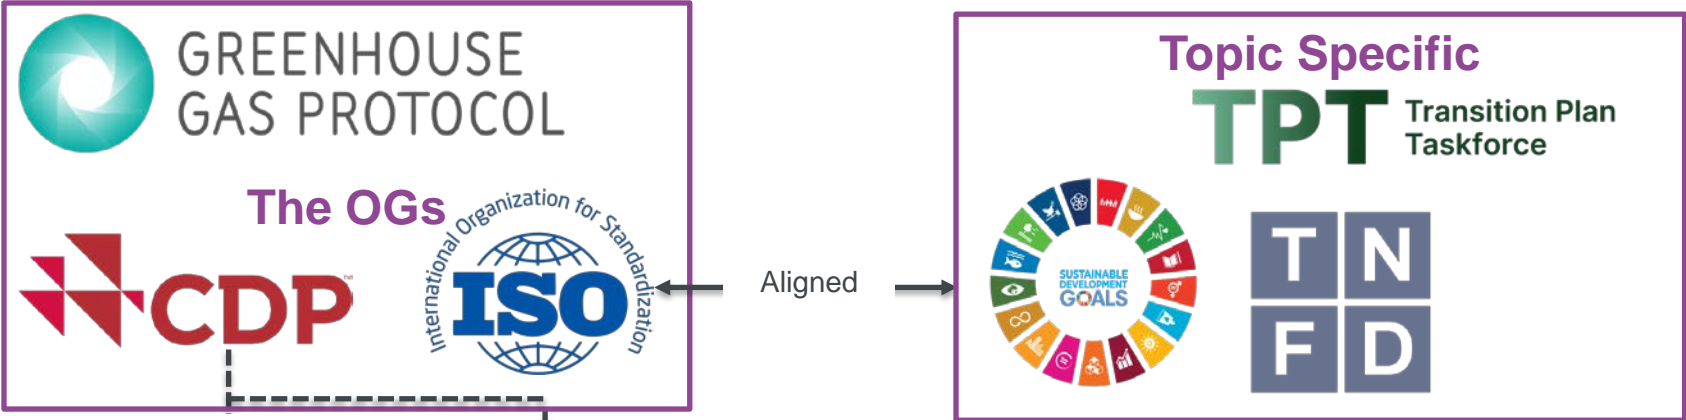 GREENHOUSE
GAS PROTOCOL
The OGs
CDP™
International Organization for Standardization
ISO
Aligned
Topic Specific
TPT Transition Plan
Taskforce
SUSTAINABLE
DEVELOPMENT
GOALS
T N
F D